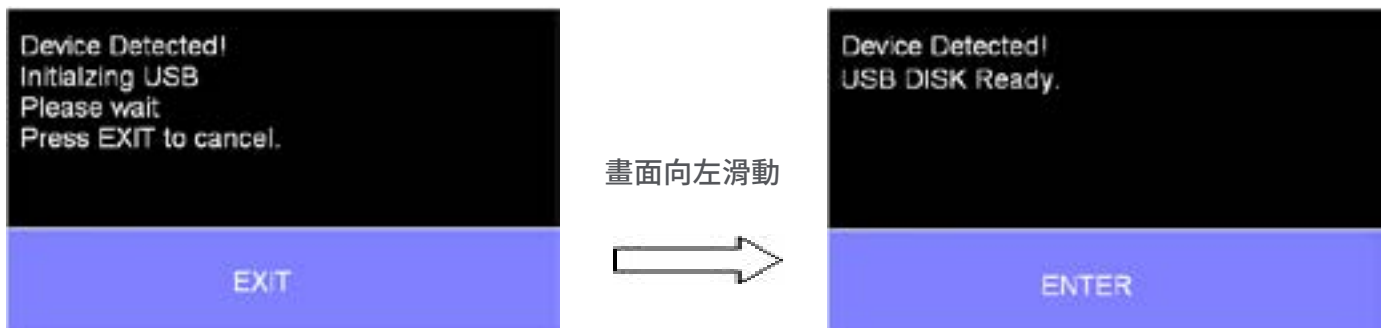 Device Detected!
Initialzing USB
Please wait
Press EXIT to cancel.
EXIT
畫面向左滑動
Device Detected!
USB DISK Ready.
ENTER